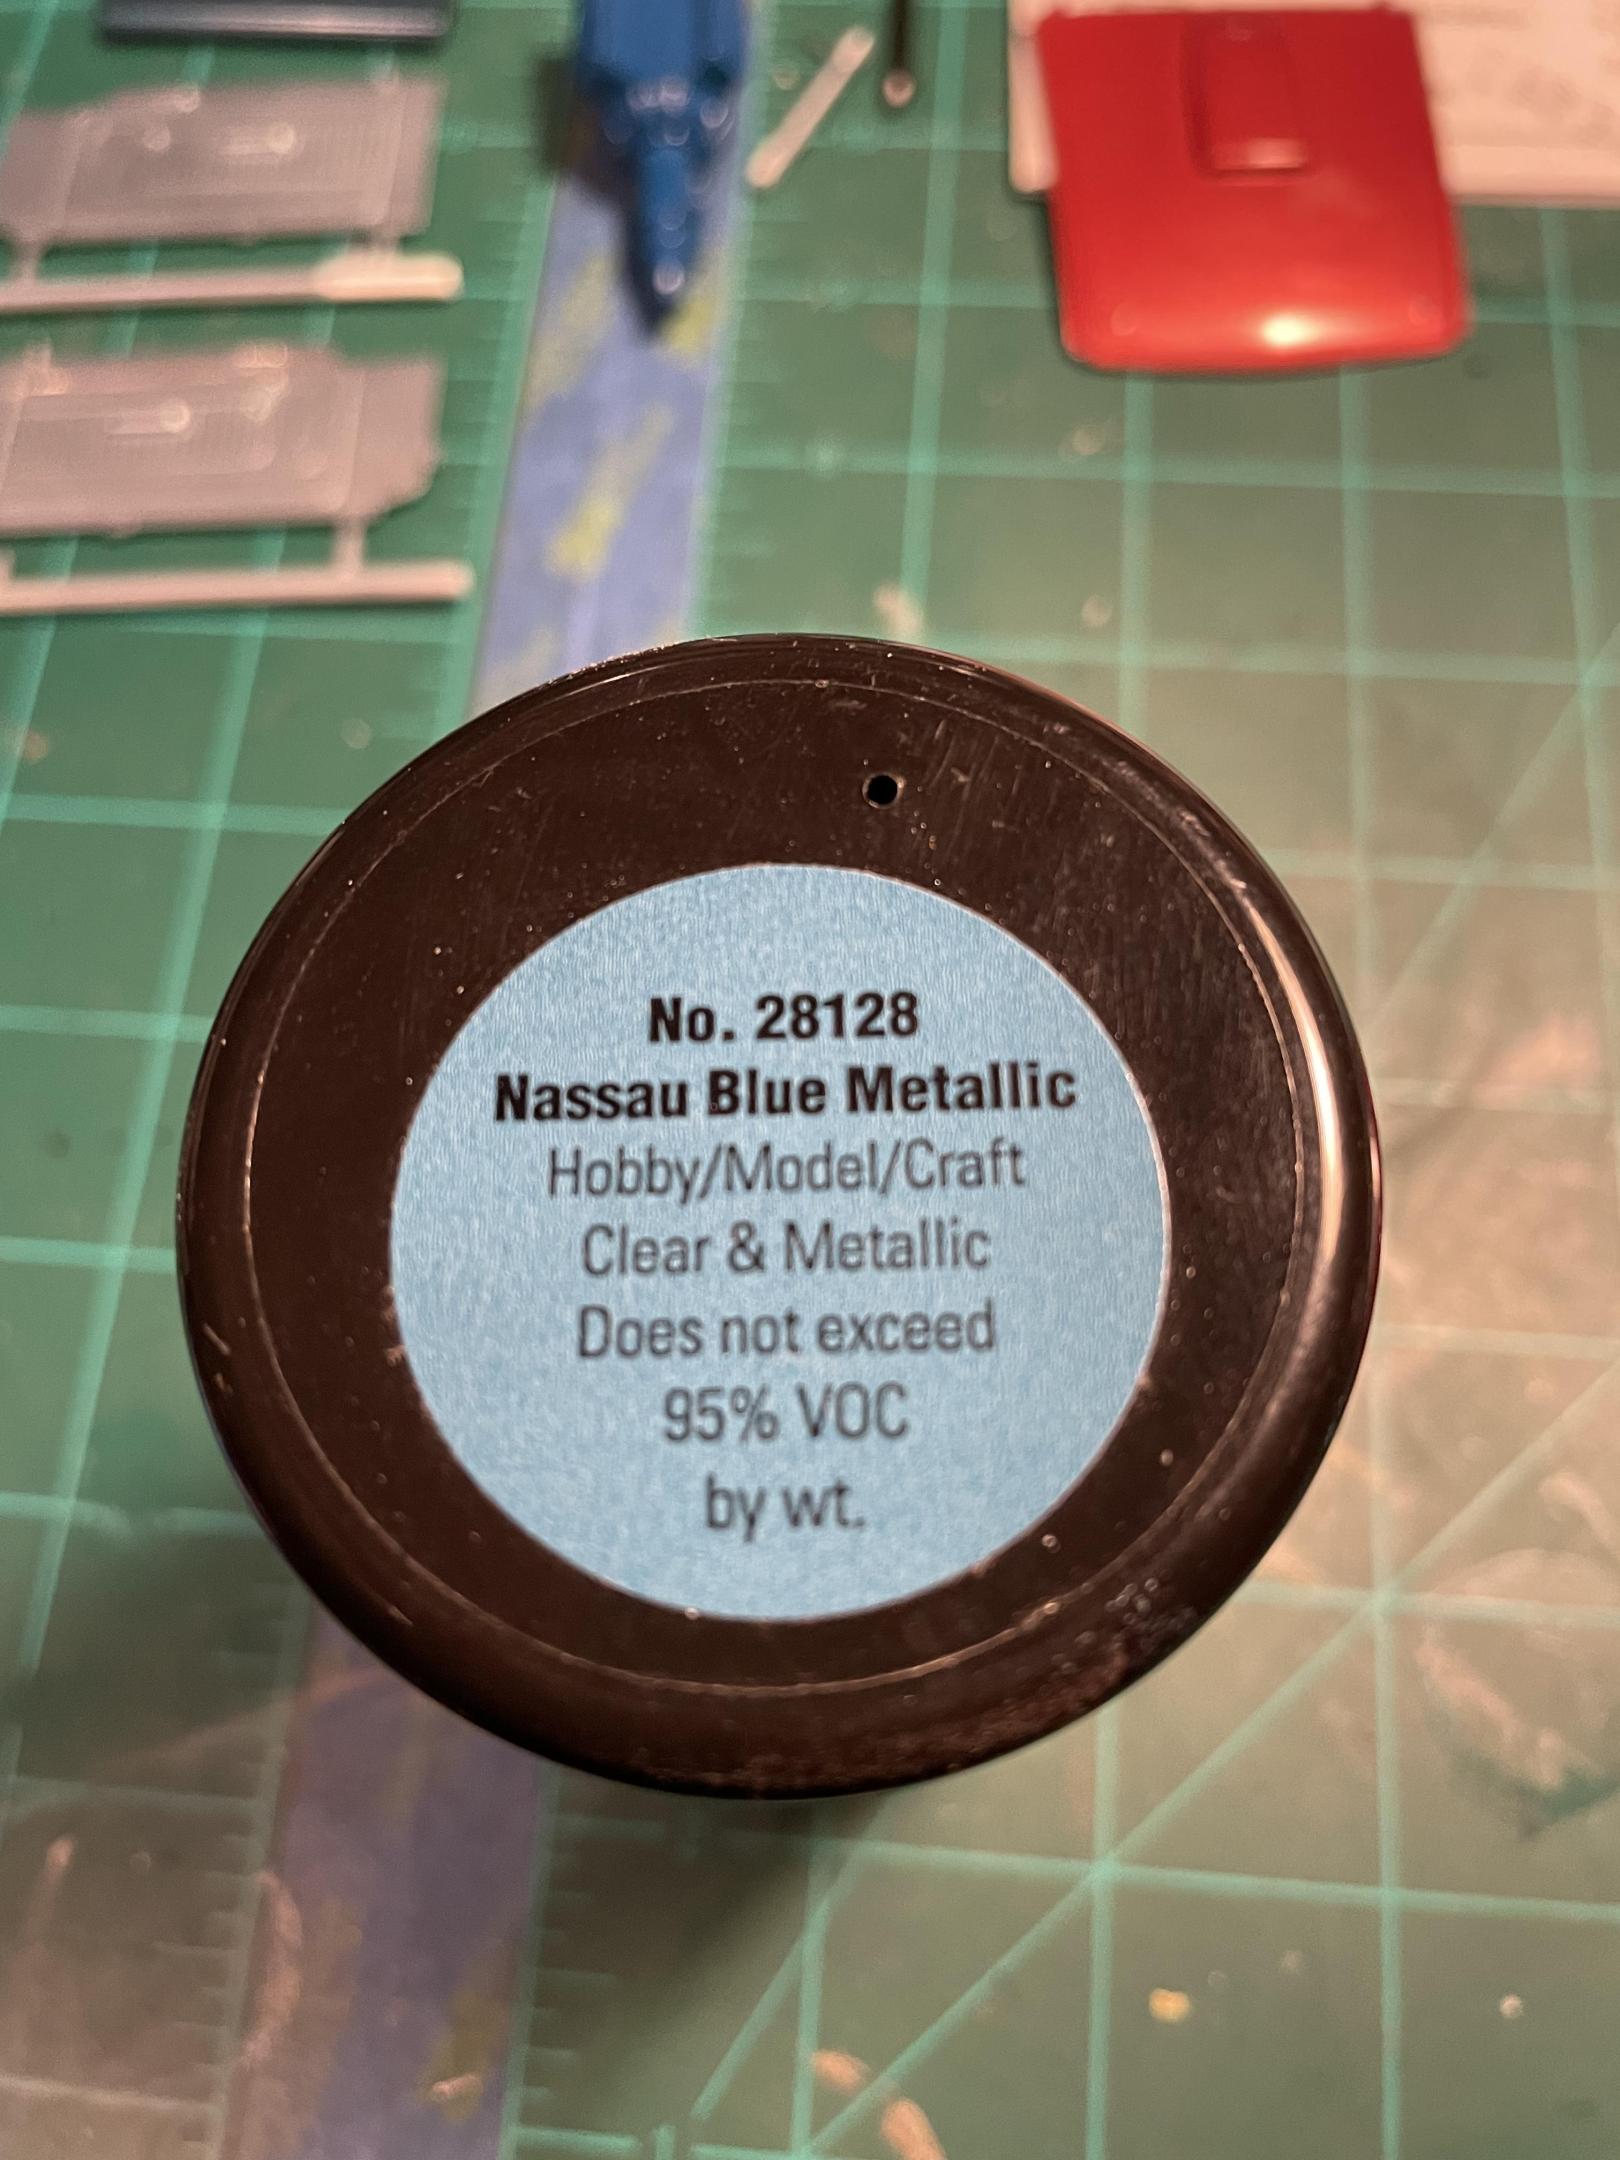 No. 28128
Nassau Blue Metallic
Hobby/Model/Craft
Clear & Metallic
Does not exceed
95% VOC
by wt.